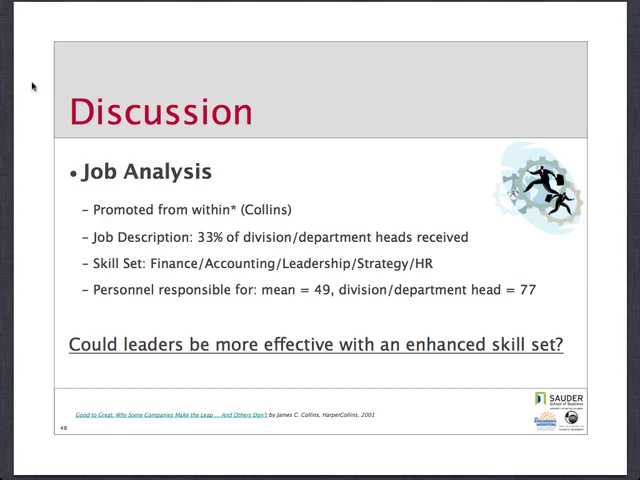 Discussion
• Job Analysis
– Promoted from within* (Collins)
– Job Description: 33% of division/department heads received
– Skill Set: Finance/Accounting/Leadership/Strategy/HR
– Personnel responsible for: mean = 49, division/department head = 77
Could leaders be more effective with an enhanced skill set?
SAUDER
School of Business
Good to Great: Why Some Companies Make the Leap ... And Others Don't by James C. Collins, HarperCollins, 2001
48